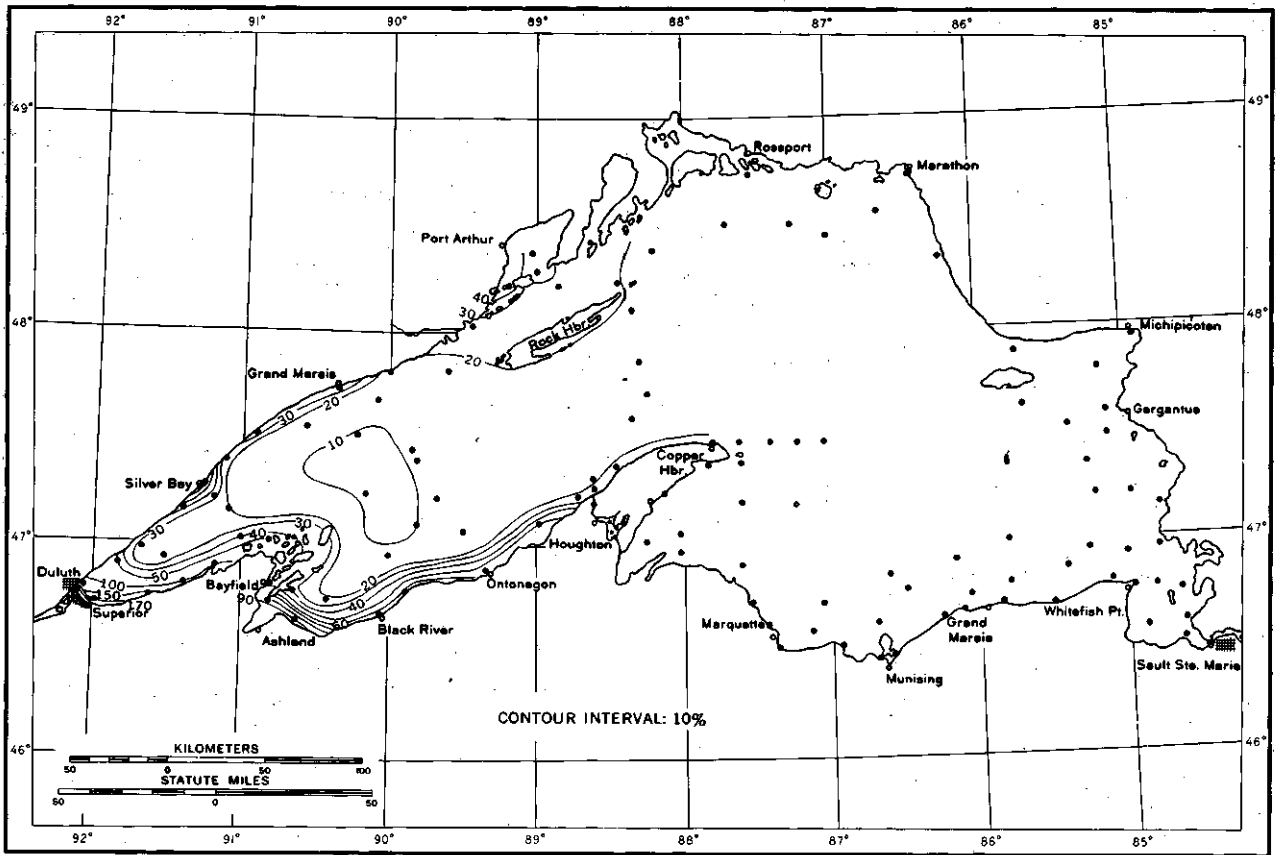 92° 91° 90° 89° 88° 87° 86° 85°
49° 49°
Rossport
Marathon
Port Arthur
40
30
48° 48°
Michipicoten
Rock Hbr.
20
Grand Marais
30 20
Gargantua
10
Copper
Hbr.
Silver Bay
47° 47°
30
40 30
Houghton
Duluth
100 50
150
170
Superior
Bayfield
90
20
40
60
Ontonagon
Ashland
Black River
Marquettes
Grand
Marais
Whitefish Pt.
Munising
Sault Ste. Marie
CONTOUR INTERVAL: 10%
46° 46°
KILOMETERS
50 0 50 100
STATUTE MILES
50 0 50
92° 91° 90° 89° 88° 87° 86° 85°